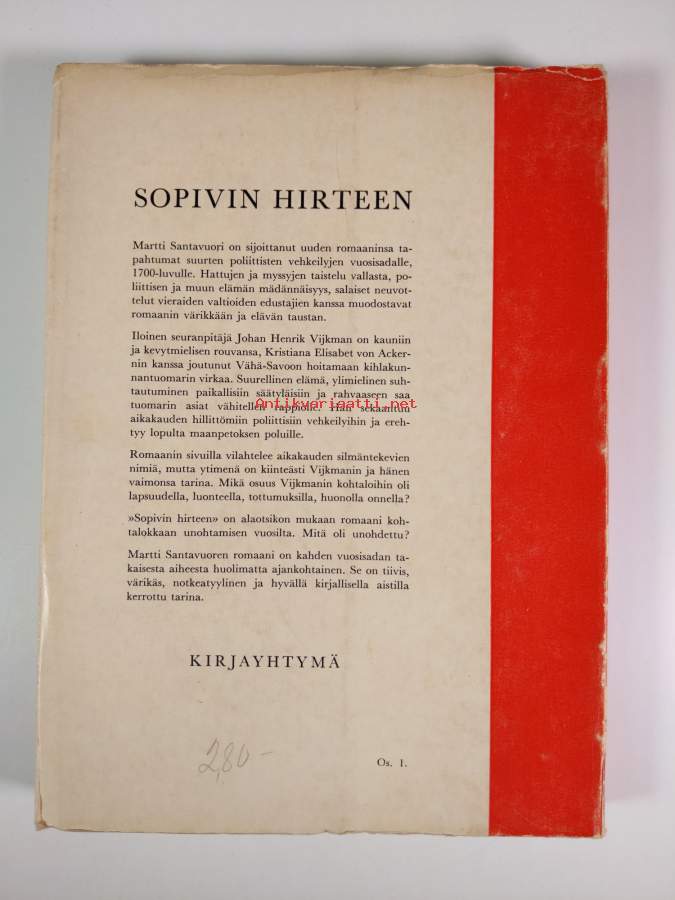 SOPIVIN HIRTEEN
Martti Santavuori on sijoittanut uuden romaaninsa ta-
pahtumat suurten poliittisten vehkeilyjen vuosisadalle,
1700-luvulle. Hattujen ja myssyjen taistelu vallasta, po-
liittisen ja muun elämän mädännäisyys, salaiset neuvot-
telut vieraiden valtioiden edustajien kanssa muodostavat
romaanin värikkään ja elävän taustan.
Iloinen seuranpitäjä Johan Henrik Vijkman on kauniin
ja kevytmielisen rouvansa, Kristiana Elisabet von Acker-
nin kanssa joutunut Vähä-Savoon hoitamaan kihlakun-
nantuomarin virkaa. Suurellinen elämä, ylimielinen suh-
tautuminen paikallisiin säätyläisiin ja rahvaaseen saa
tuomarin asiat vähitellen rappiolle. Hän sekaantuu
Antikvariaatti.net
aikakauden hillittömiin poliittisiin vehkeilyihin ja ereh-
tyy lopulta maanpetoksen poluille.
Romaanin sivuilla vilahtelee aikakauden silmäntekevien
nimiä, mutta ytimenä on kiinteästi Vijkmanin ja hänen
vaimonsa tarina. Mikä osuus Vijkmanin kohtaloihin oli
lapsuudella, luonteella, tottumuksilla, huonolla onnella?
»Sopivin hirteen» on alaotsikon mukaan romaani koh-
talokkaan unohtamisen vuosilta. Mitä oli unohdettu?
Martti Santavuoren romaani on kahden vuosisadan ta-
kaisesta aiheesta huolimatta ajankohtainen. Se on tiivis,
värikäs, notkeatyylinen ja hyvällä kirjallisella aistilla
kerrottu tarina.
KIRJAYHTYMÄ
2,80-
Os. 1.